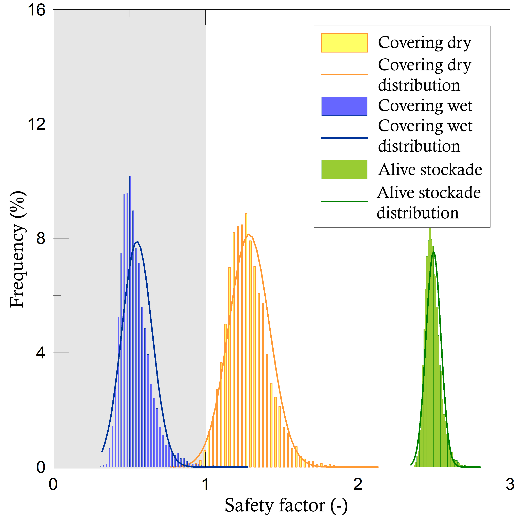 16
12
8
4
0
Frequency (%)
Covering dry
Covering dry
distribution
Covering wet
Covering wet
distribution
Alive stockade
Alive stockade
distribution
0
1
2
3
Safety factor (-)